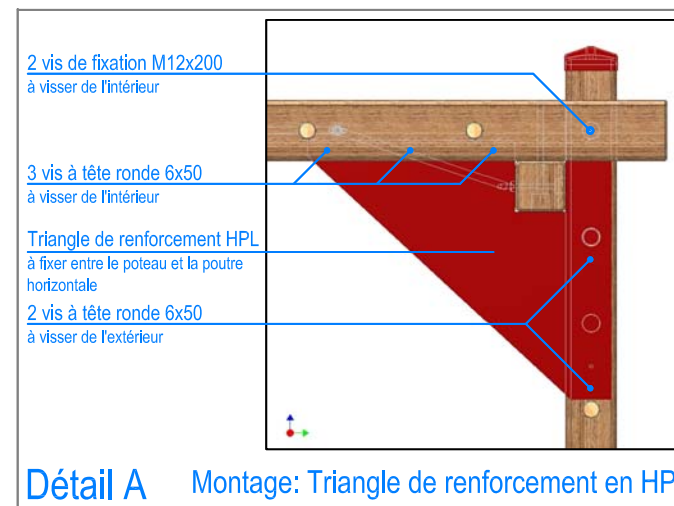 2 vis de fixation M12x200
à visser de l'intérieur
3 vis à tête ronde 6x50
à visser de l'intérieur
Triangle de renforcement HPL
à fixer entre le poteau et la poutre
horizontale
2 vis à tête ronde 6x50
à visser de l'extérieur
Détail A Montage: Triangle de renforcement en HP